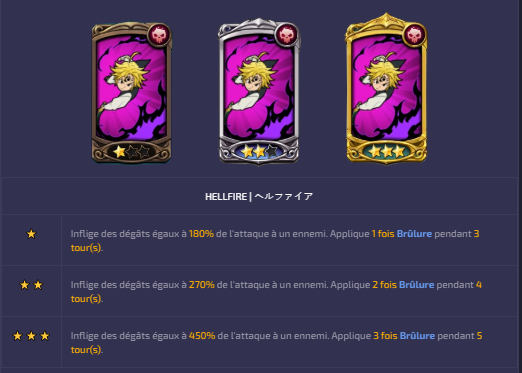 HELLFIRE | ヘルファイア
Inflige des dégâts égaux à 180% de l'attaque à un ennemi. Applique 1 fois Brûlure pendant 3
tour(s).
Inflige des dégâts égaux à 270% de l'attaque à un ennemi. Applique 2 fois Brûlure pendant 4
tour(s).
Inflige des dégâts égaux à 450% de l'attaque à un ennemi. Applique 3 fois Brûlure pendant 5
tour(s).